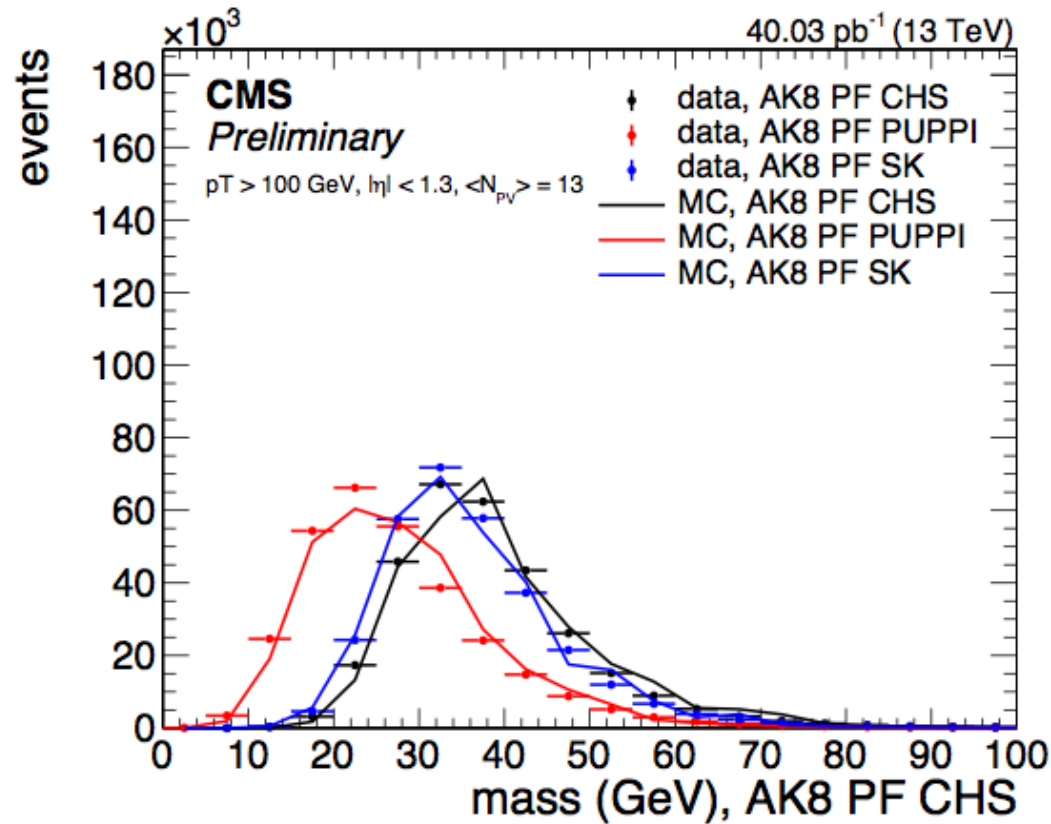 ×10³
40.03 pb⁻¹ (13 TeV)
events
180
160
140
120
100
80
60
40
20
0
CMS
Preliminary
pT > 100 GeV, |η| < 1.3, <N_PV> = 13
data, AK8 PF CHS
data, AK8 PF PUPPI
data, AK8 PF SK
MC, AK8 PF CHS
MC, AK8 PF PUPPI
MC, AK8 PF SK
0 10 20 30 40 50 60 70 80 90 100
mass (GeV), AK8 PF CHS